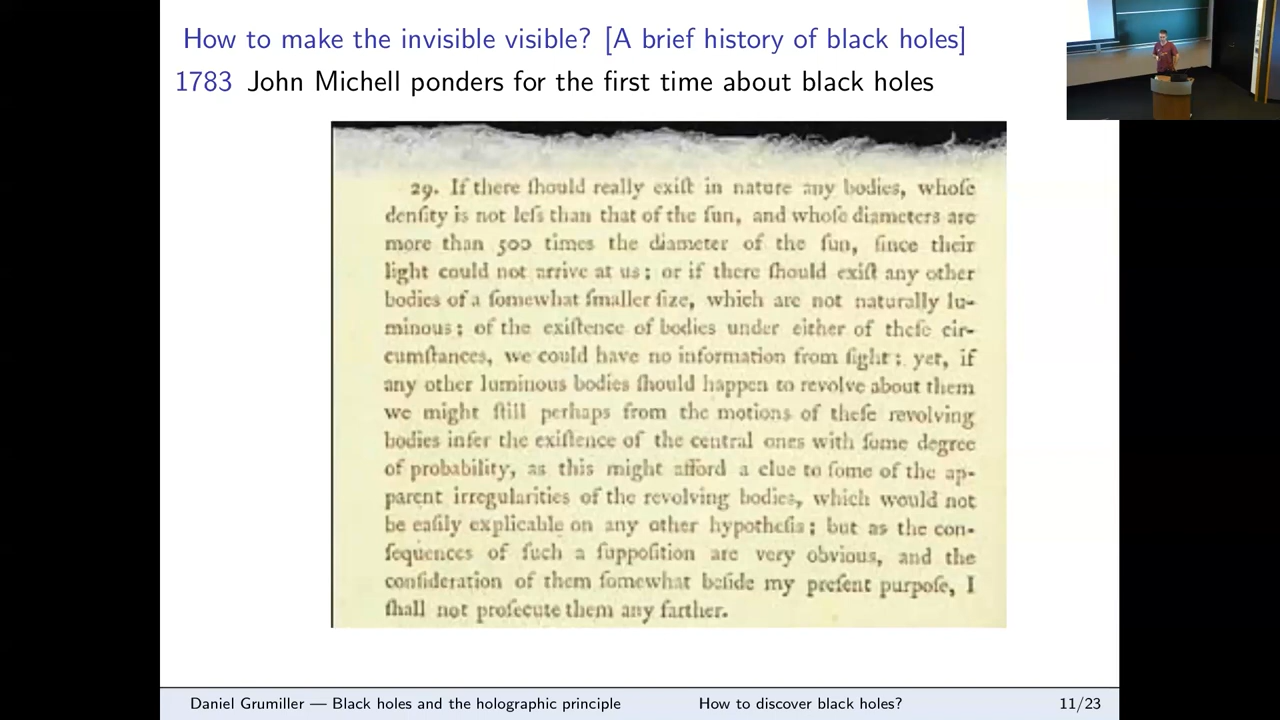 How to make the invisible visible? [A brief history of black holes]
1783 John Michell ponders for the first time about black holes
29. If there ſhould really exiſt in nature any bodies, whoſe
denſity is not leſs than that of the ſun, and whoſe diameters are
more than 500 times the diameter of the ſun, ſince their
light could not arrive at us; or if there ſhould exiſt any other
bodies of a ſomewhat ſmaller ſize, which are not naturally lu-
minous; of the exiſtence of bodies under either of theſe cir-
cumſtances, we could have no information from ſight; yet, if
any other luminous bodies ſhould happen to revolve about them
we might ſtill perhaps from the motions of theſe revolving
bodies infer the exiſtence of the central ones with ſome degree
of probability, as this might afford a clue to ſome of the ap-
parent irregularities of the revolving bodies, which would not
be eaſily explicable on any other hypotheſis; but as the con-
ſequences of ſuch a ſuppoſition are very obvious, and the
conſideration of them ſomewhat beſide my preſent purpoſe, I
ſhall not proſecute them any farther.
Daniel Grumiller — Black holes and the holographic principle
How to discover black holes?
11/23